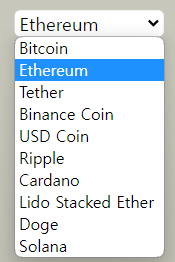 Ethereum
Bitcoin
Ethereum
Tether
Binance Coin
USD Coin
Ripple
Cardano
Lido Stacked Ether
Doge
Solana